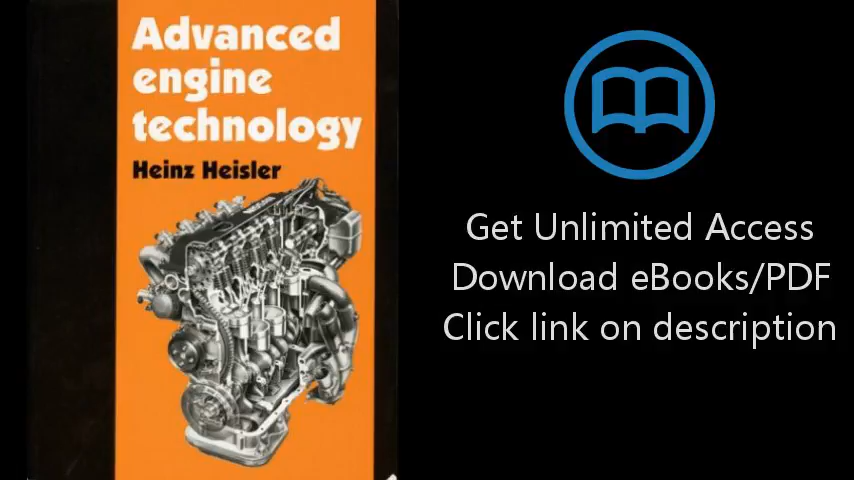 Advanced
engine
technology
Heinz Heisler
Get Unlimited Access
Download eBooks/PDF
Click link on description